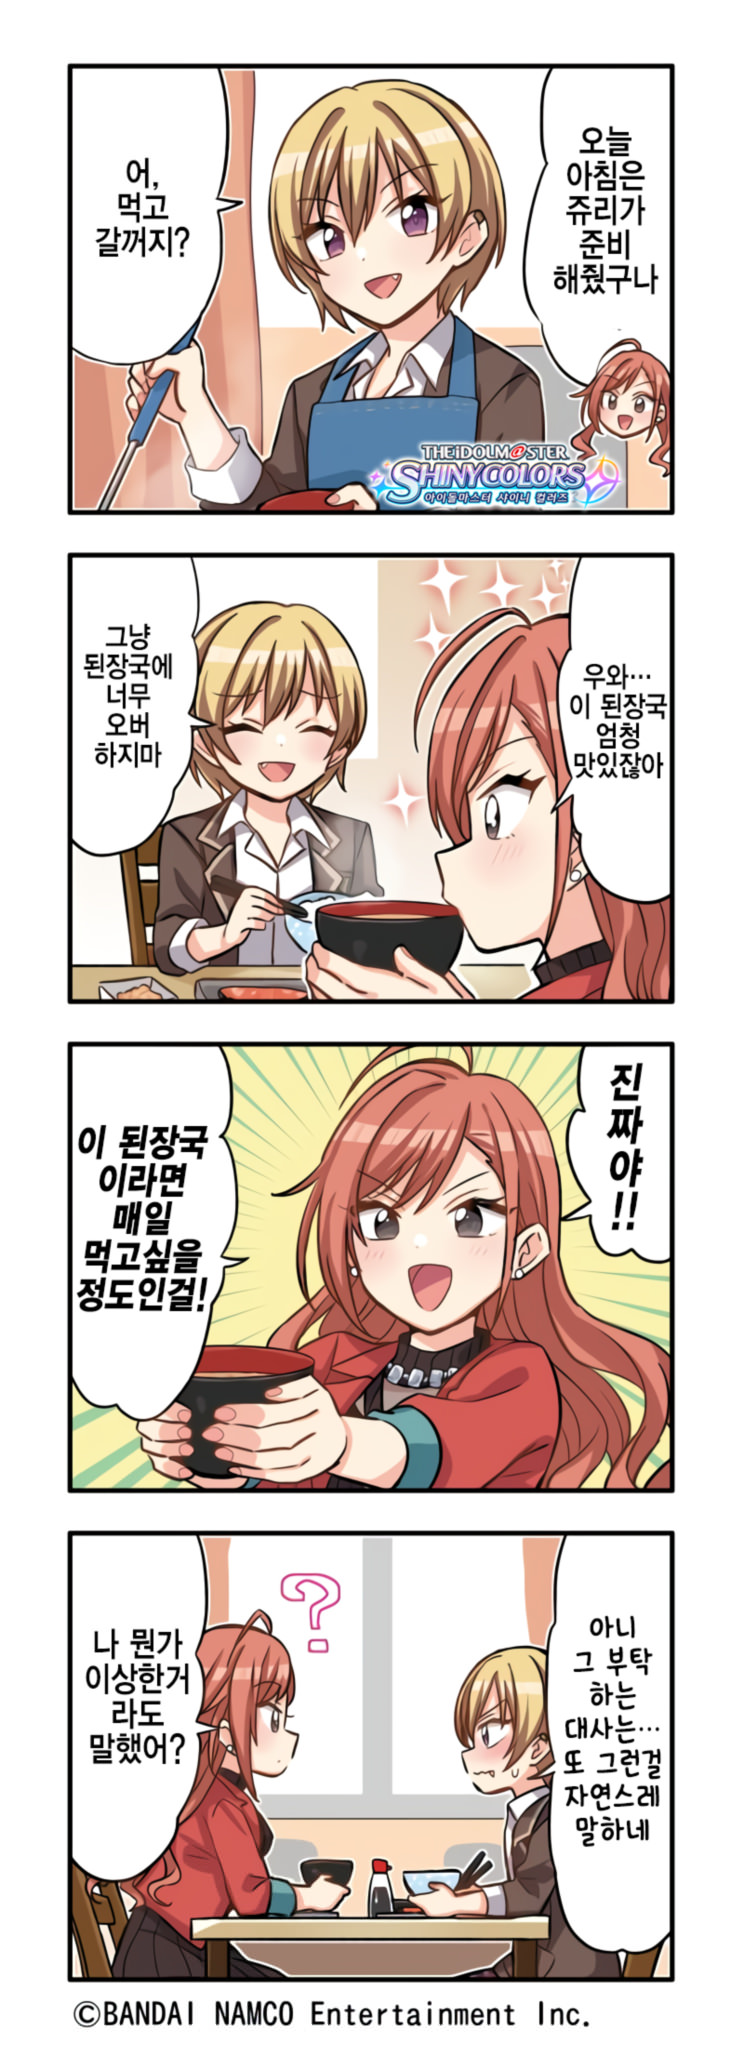 오늘
아침은
쥬리가
준비
해줬구나
어,
먹고
갈꺼지?
THE iDOLM@STER
SHINY COLORS
아이돌마스터 샤이니 컬러즈
우와…
이 된장국
엄청
맛있잖아
그냥
된장국에
너무
오버
하지마
진짜야!!
이 된장국
이라면
매일
먹고싶을
정도인걸!
아니
그 부탁
하는
대사는…
또 그런걸
자연스레
말하네
?
나 뭔가
이상한거
라도
말했어?
©BANDAI NAMCO Entertainment Inc.